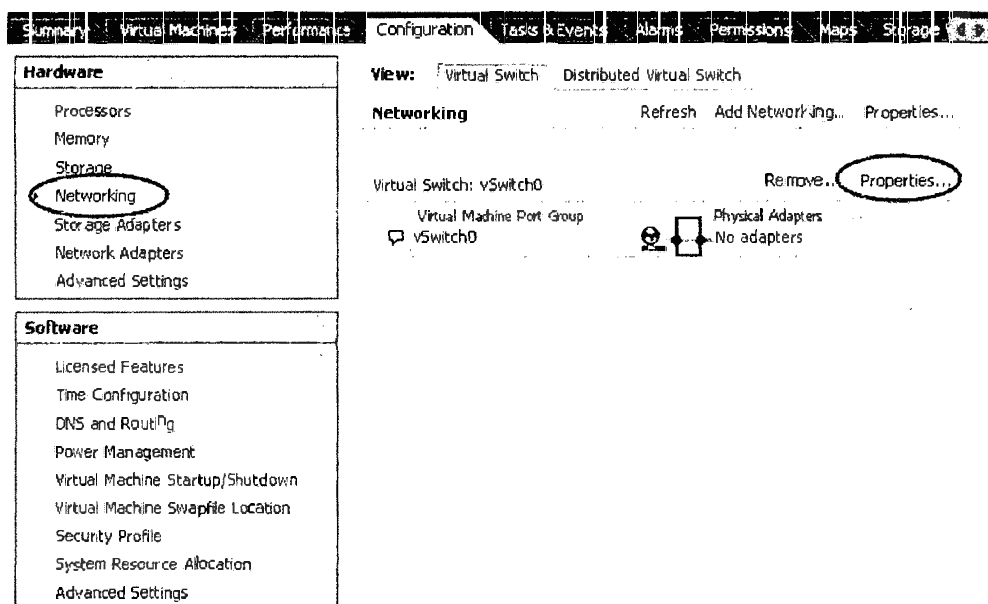 Summary Virtual Machines Performance Configuration Tasks & Events Alarms Permissions Maps Storage
Hardware
Processors
Memory
Storage
Networking
Storage Adapters
Network Adapters
Advanced Settings
Software
Licensed Features
Time Configuration
DNS and Routing
Power Management
Virtual Machine Startup/Shutdown
Virtual Machine Swapfile Location
Security Profile
System Resource Allocation
Advanced Settings
View: Virtual Switch Distributed Virtual Switch
Networking Refresh Add Networking... Properties...
Virtual Switch: vSwitch0 Remove... Properties...
Virtual Machine Port Group Physical Adapters
vSwitch0 No adapters